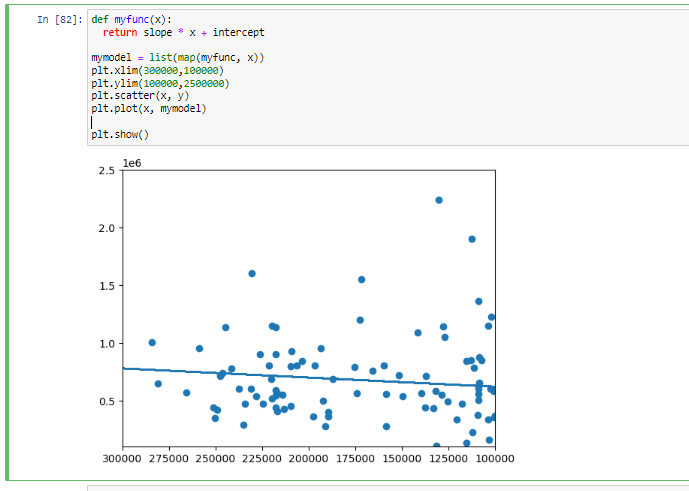 In [82]: def myfunc(x):
return slope * x + intercept
mymodel = list(map(myfunc, x))
plt.xlim(300000,100000)
plt.ylim(100000,2500000)
plt.scatter(x, y)
plt.plot(x, mymodel)
plt.show()
1e6
2.5
2.0
1.5
1.0
0.5
300000 275000 250000 225000 200000 175000 150000 125000 100000